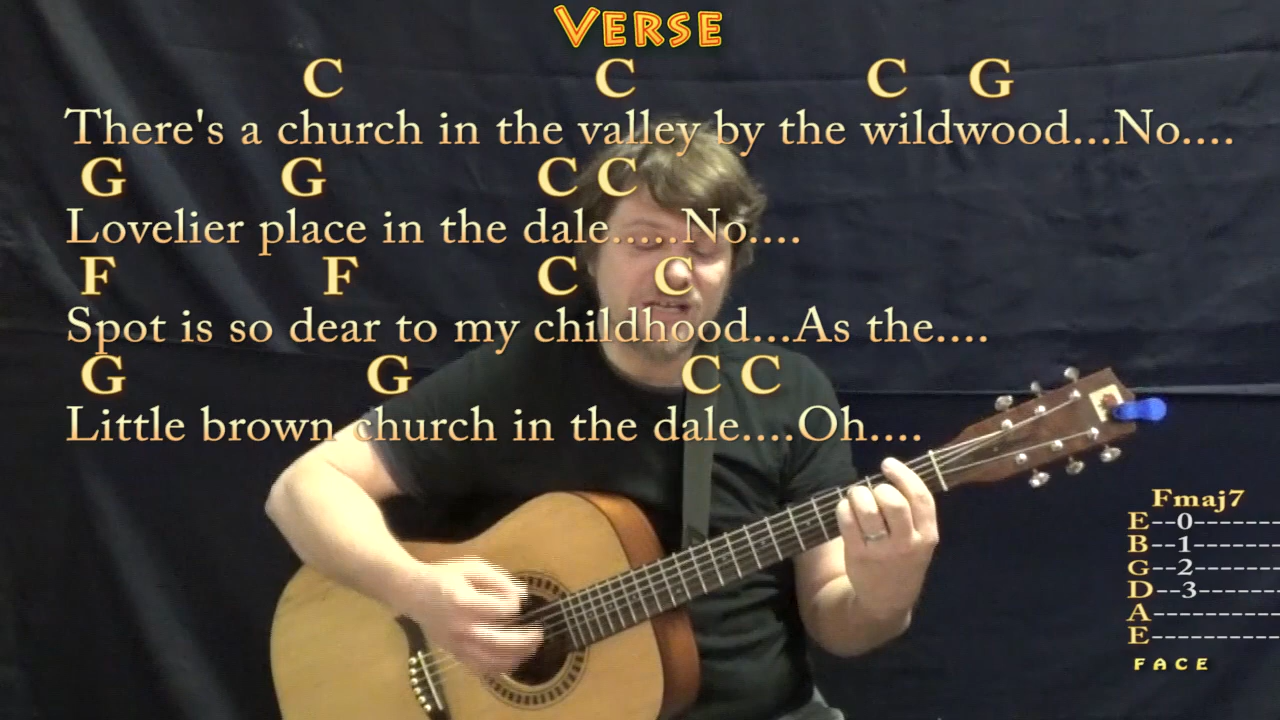 VERSE
C C C G
There's a church in the valley by the wildwood...No....
G G C C
Lovelier place in the dale.....No....
F F C C
Spot is so dear to my childhood...As the....
G G C C
Little brown church in the dale....Oh....
Fmaj7
E--0-------
B--1-------
G--2-------
D--3-------
A----------
E----------
FACE